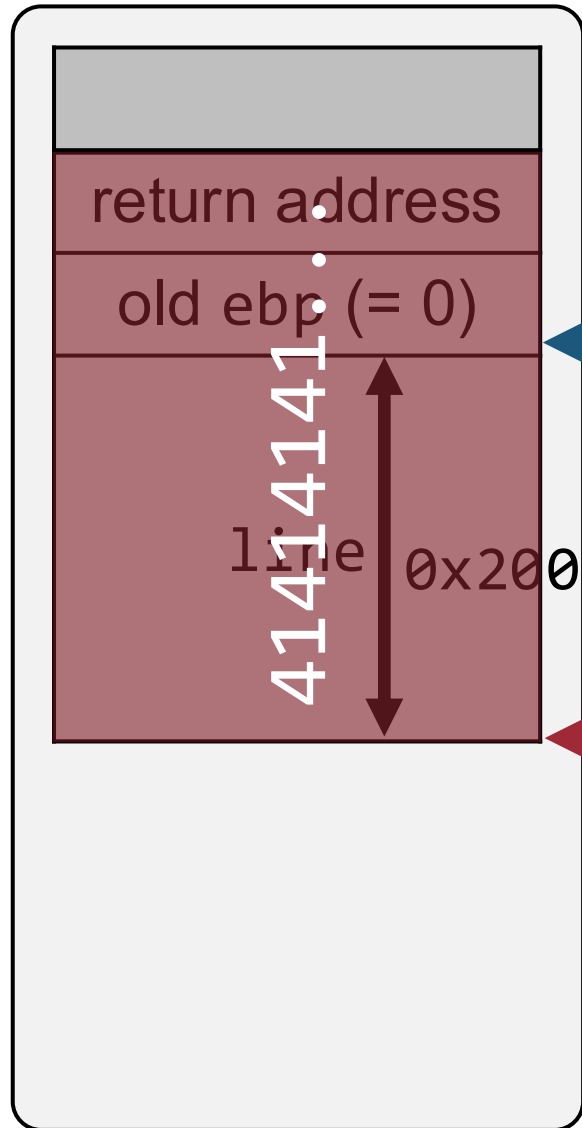 return address
old ebp (= 0)
line
0x200
41414141...